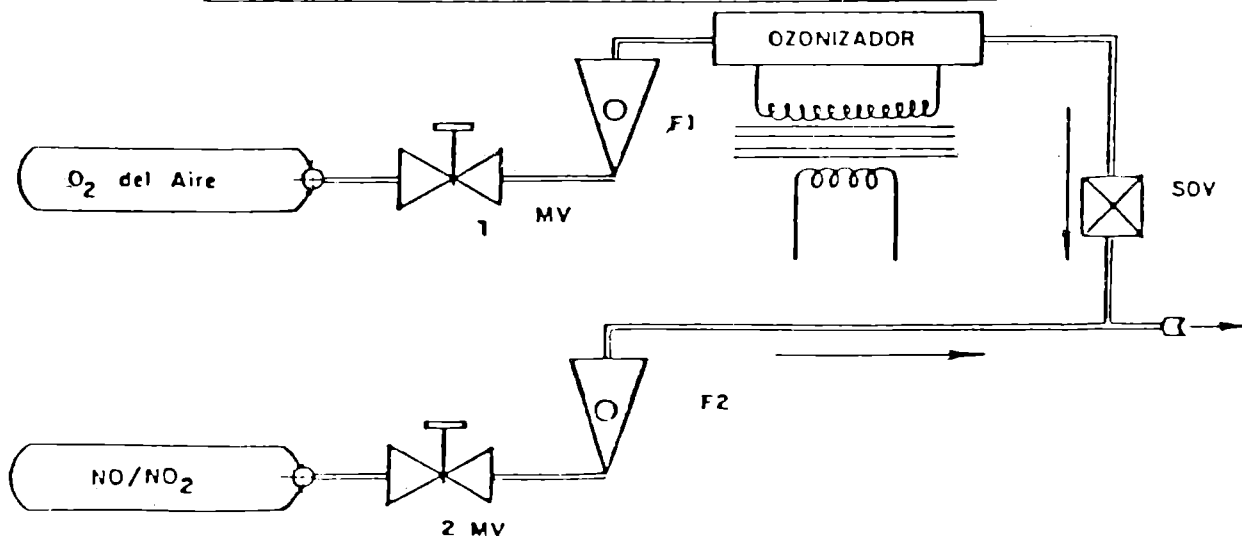 OZONIZADOR
F1
O2 del Aire
1 MV
SOV
F2
NO/NO2
2 MV